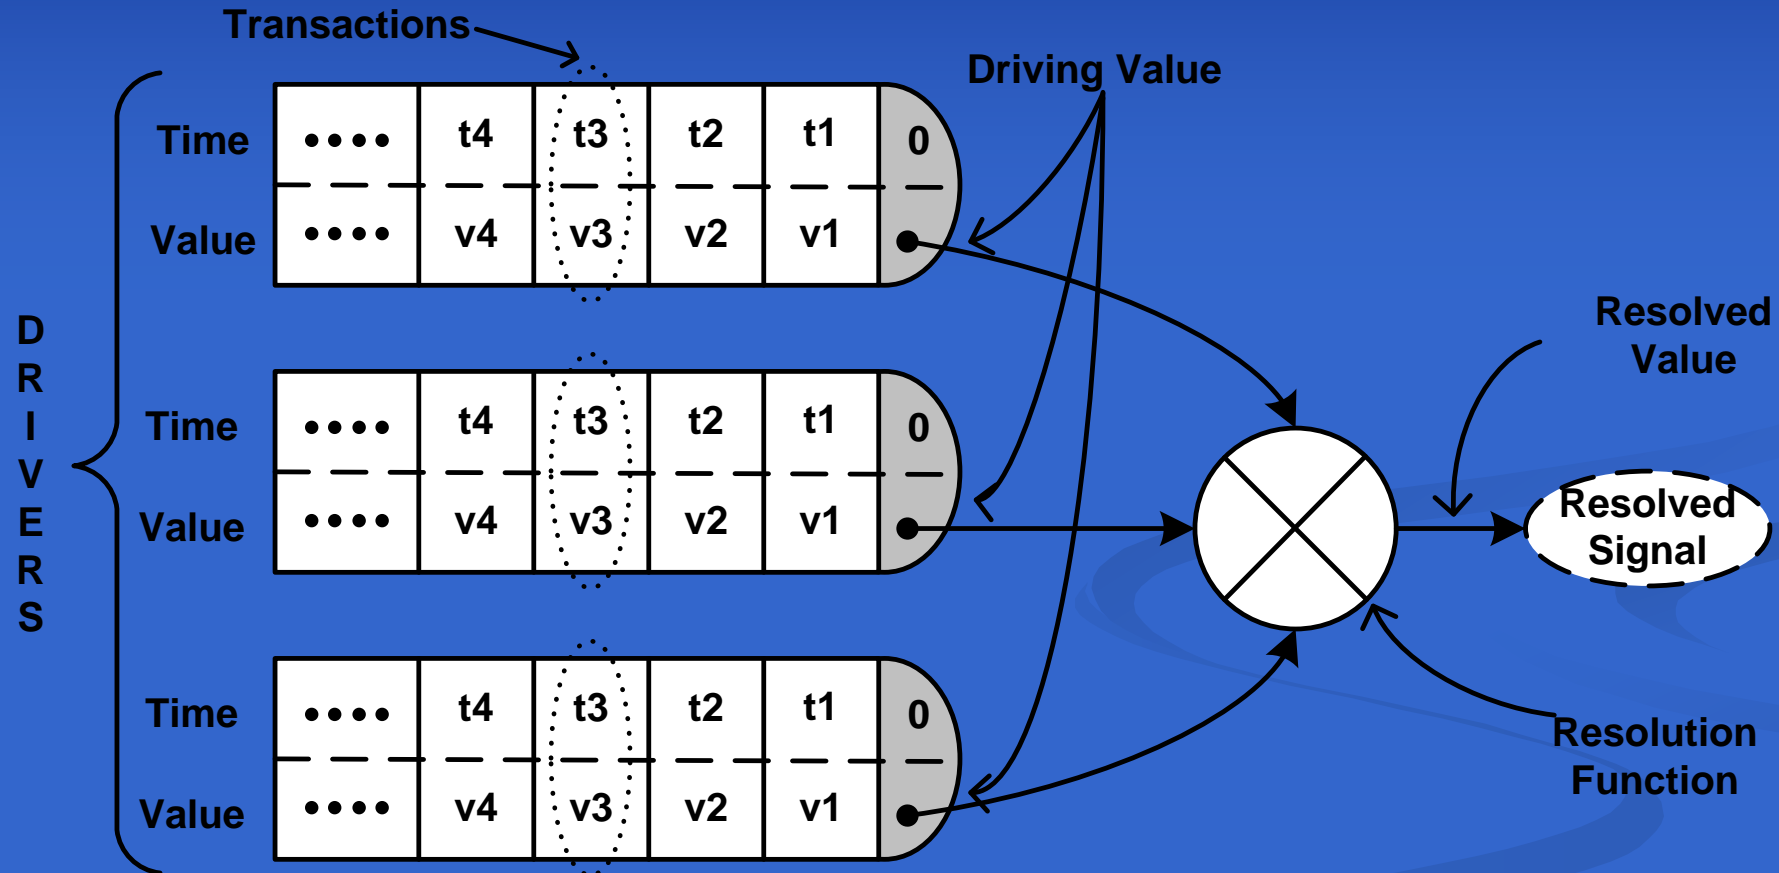 Transactions
Driving Value
Time •••• t4 t3 t2 t1 0
Value •••• v4 v3 v2 v1
DRIVERS
Resolved
Value
Time •••• t4 t3 t2 t1 0
Value •••• v4 v3 v2 v1
Resolved
Signal
Time •••• t4 t3 t2 t1 0
Value •••• v4 v3 v2 v1
Resolution
Function